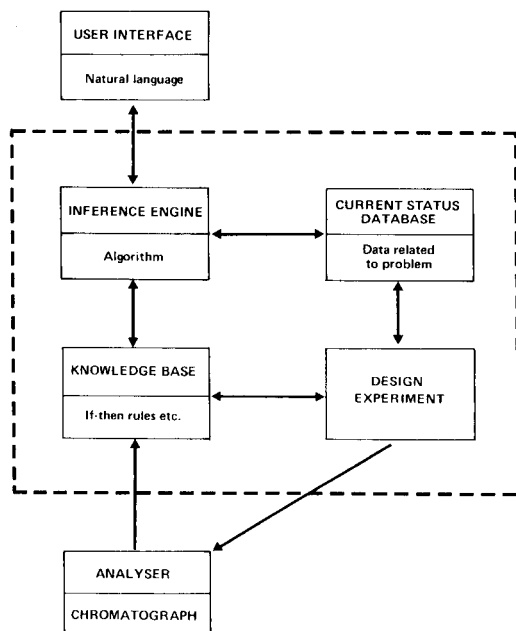 USER INTERFACE
Natural language
INFERENCE ENGINE
Algorithm
CURRENT STATUS
DATABASE
Data related
to problem
KNOWLEDGE BASE
If-then rules etc.
DESIGN
EXPERIMENT
ANALYSER
CHROMATOGRAPH